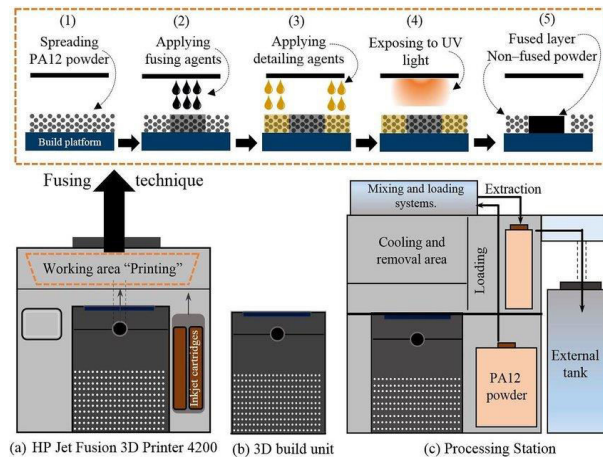 (1)
Spreading
PA12 powder
Build platform
(2)
Applying
fusing agents
(3)
Applying
detailing agents
(4)
Exposing to UV
light
(5)
Fused layer
Non–fused powder
Fusing technique
Working area "Printing"
Inkjet cartridges
(a) HP Jet Fusion 3D Printer 4200
(b) 3D build unit
Mixing and loading
systems.
Extraction
Cooling and
removal area
Loading
PA12
powder
External
tank
(c) Processing Station